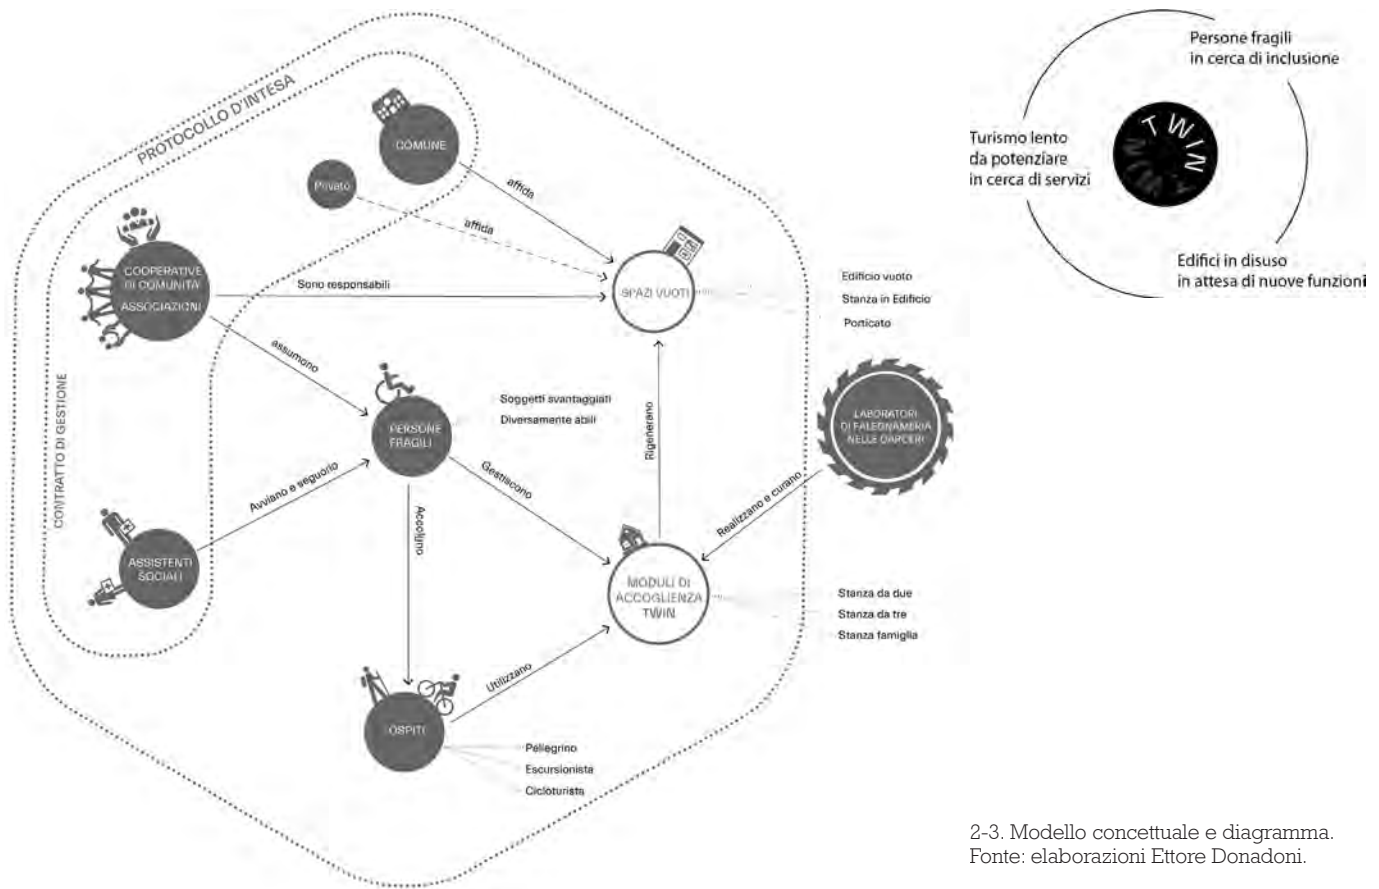 PROTOCOLLO D'INTESA
CONTRATTO DI GESTIONE
COMUNE
Privato
affida
affida
COOPERATIVE
DI COMUNITÀ
ASSOCIAZIONI
Sono responsabili
SPAZI VUOTI
Edificio vuoto
Stanza in Edificio
Porticato
assumono
PERSONE
FRAGILI
Soggetti svantaggiati
Diversamente abili
Rigenerano
LABORATORI
DI FALEGNAMERIA
NELLE CARCERI
Avviano e seguono
Gestiscono
Realizzano e curano
Accolgono
ASSISTENTI
SOCIALI
MODULI DI
ACCOGLIENZA
TWIN
Stanza da due
Stanza da tre
Stanza famiglia
Utilizzano
OSPITI
Pellegrino
Escursionista
Cicloturista
Persone fragili
in cerca di inclusione
TWIN
Turismo lento
da potenziare
in cerca di servizi
Edifici in disuso
in attesa di nuove funzioni
2-3. Modello concettuale e diagramma.
Fonte: elaborazioni Ettore Donadoni.